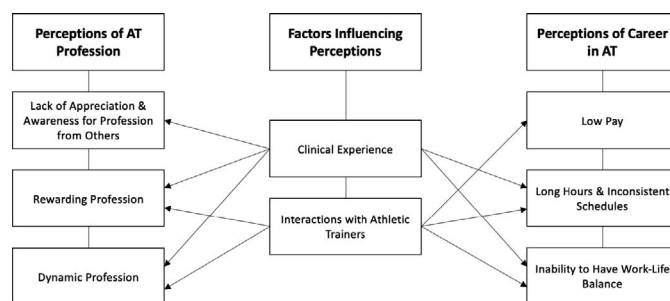 Perceptions of AT
Profession
Factors Influencing
Perceptions
Perceptions of Career
in AT
Lack of Appreciation &
Awareness for Profession
from Others
Clinical Experience
Low Pay
Rewarding Profession
Interactions with Athletic
Trainers
Long Hours & Inconsistent
Schedules
Dynamic Profession
Inability to Have Work-Life
Balance